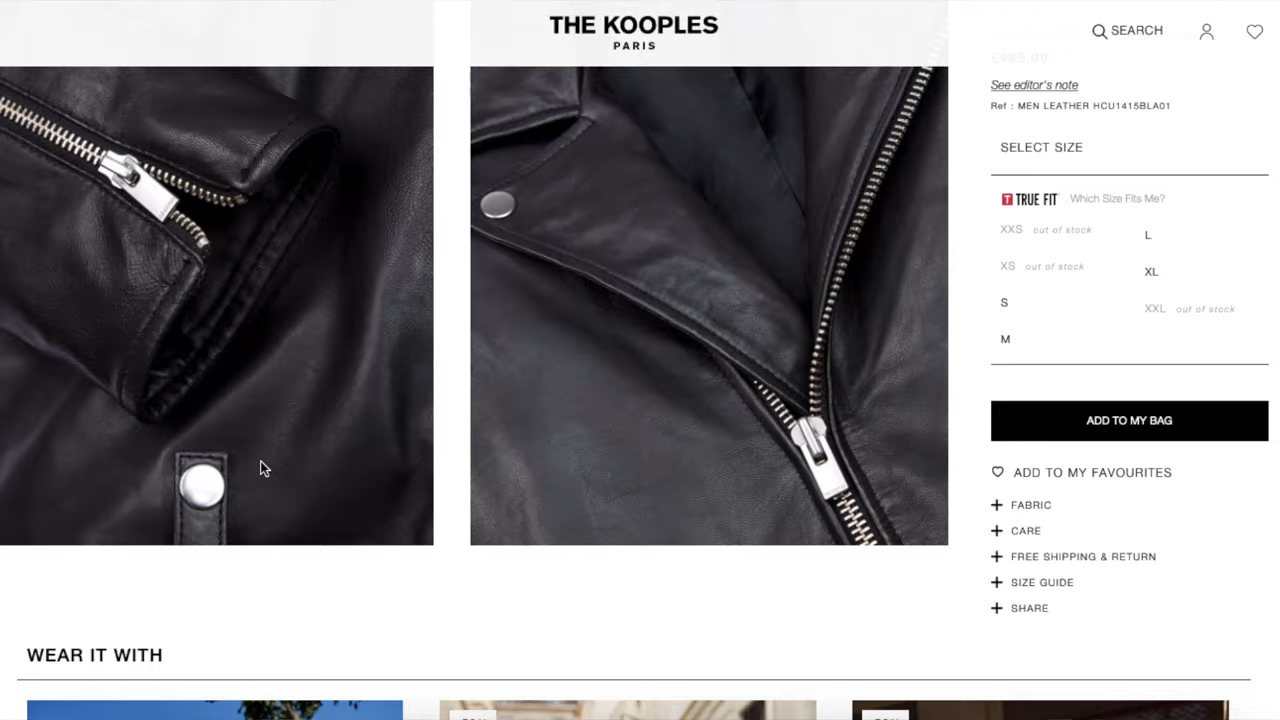 THE KOOPLES
PARIS
SEARCH
See editor's note
Ref : MEN LEATHER HCU1415BLA01
SELECT SIZE
T TRUE FIT Which Size Fits Me?
XXS out of stock
XS out of stock
S
M
L
XL
XXL out of stock
ADD TO MY BAG
ADD TO MY FAVOURITES
+ FABRIC
+ CARE
+ FREE SHIPPING & RETURN
+ SIZE GUIDE
+ SHARE
WEAR IT WITH